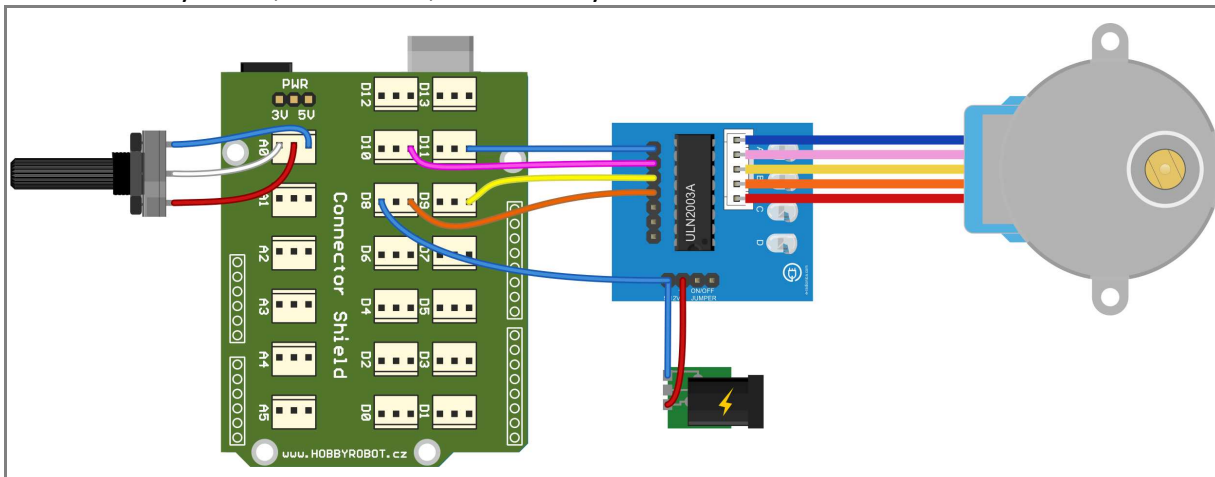 PWR
3V 5V
A0
A1
A2
A3
A4
A5
Connector Shield
D12
D13
D10
D11
D8
D9
D6
D7
D4
D5
D2
D3
D0
D1
www.HOBBYROBOT.cz
ULN2003A
A
B
C
D
ON/OFF
JUMPER